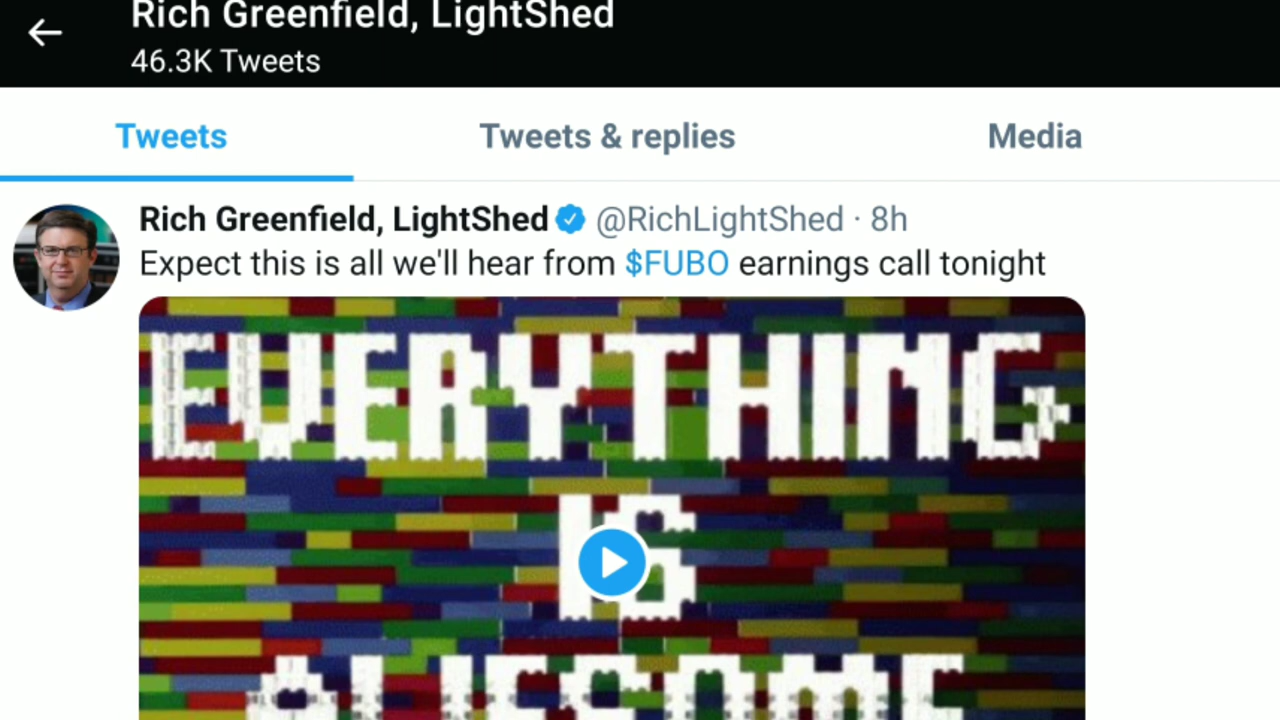 Rich Greenfield, LightShed
46.3K Tweets
Tweets Tweets & replies Media
Rich Greenfield, LightShed @RichLightShed · 8h
Expect this is all we'll hear from $FUBO earnings call tonight
EVERYTHING
IS
AWESOME